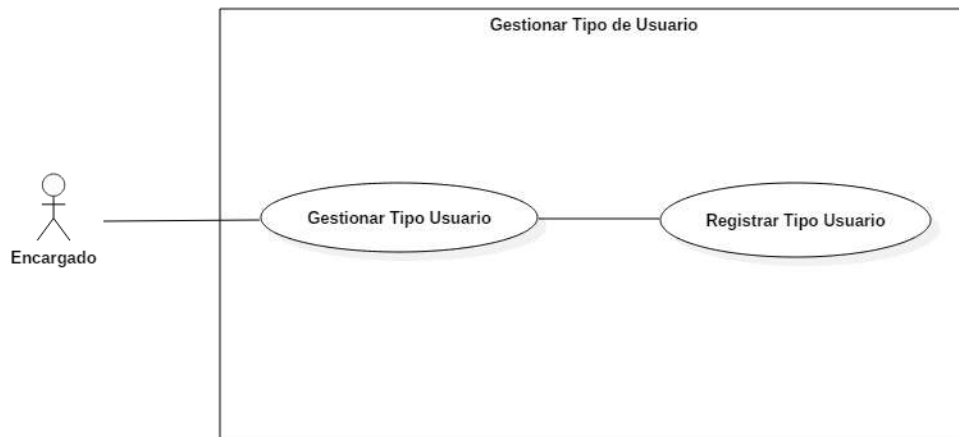 Gestionar Tipo de Usuario
Gestionar Tipo Usuario
Registrar Tipo Usuario
Encargado